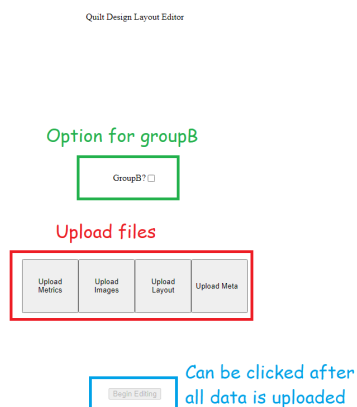 Quilt Design Layout Editor
Option for groupB
GroupB?
Upload files
Upload Metrics
Upload Images
Upload Layout
Upload Meta
Begin Editing
Can be clicked after
all data is uploaded